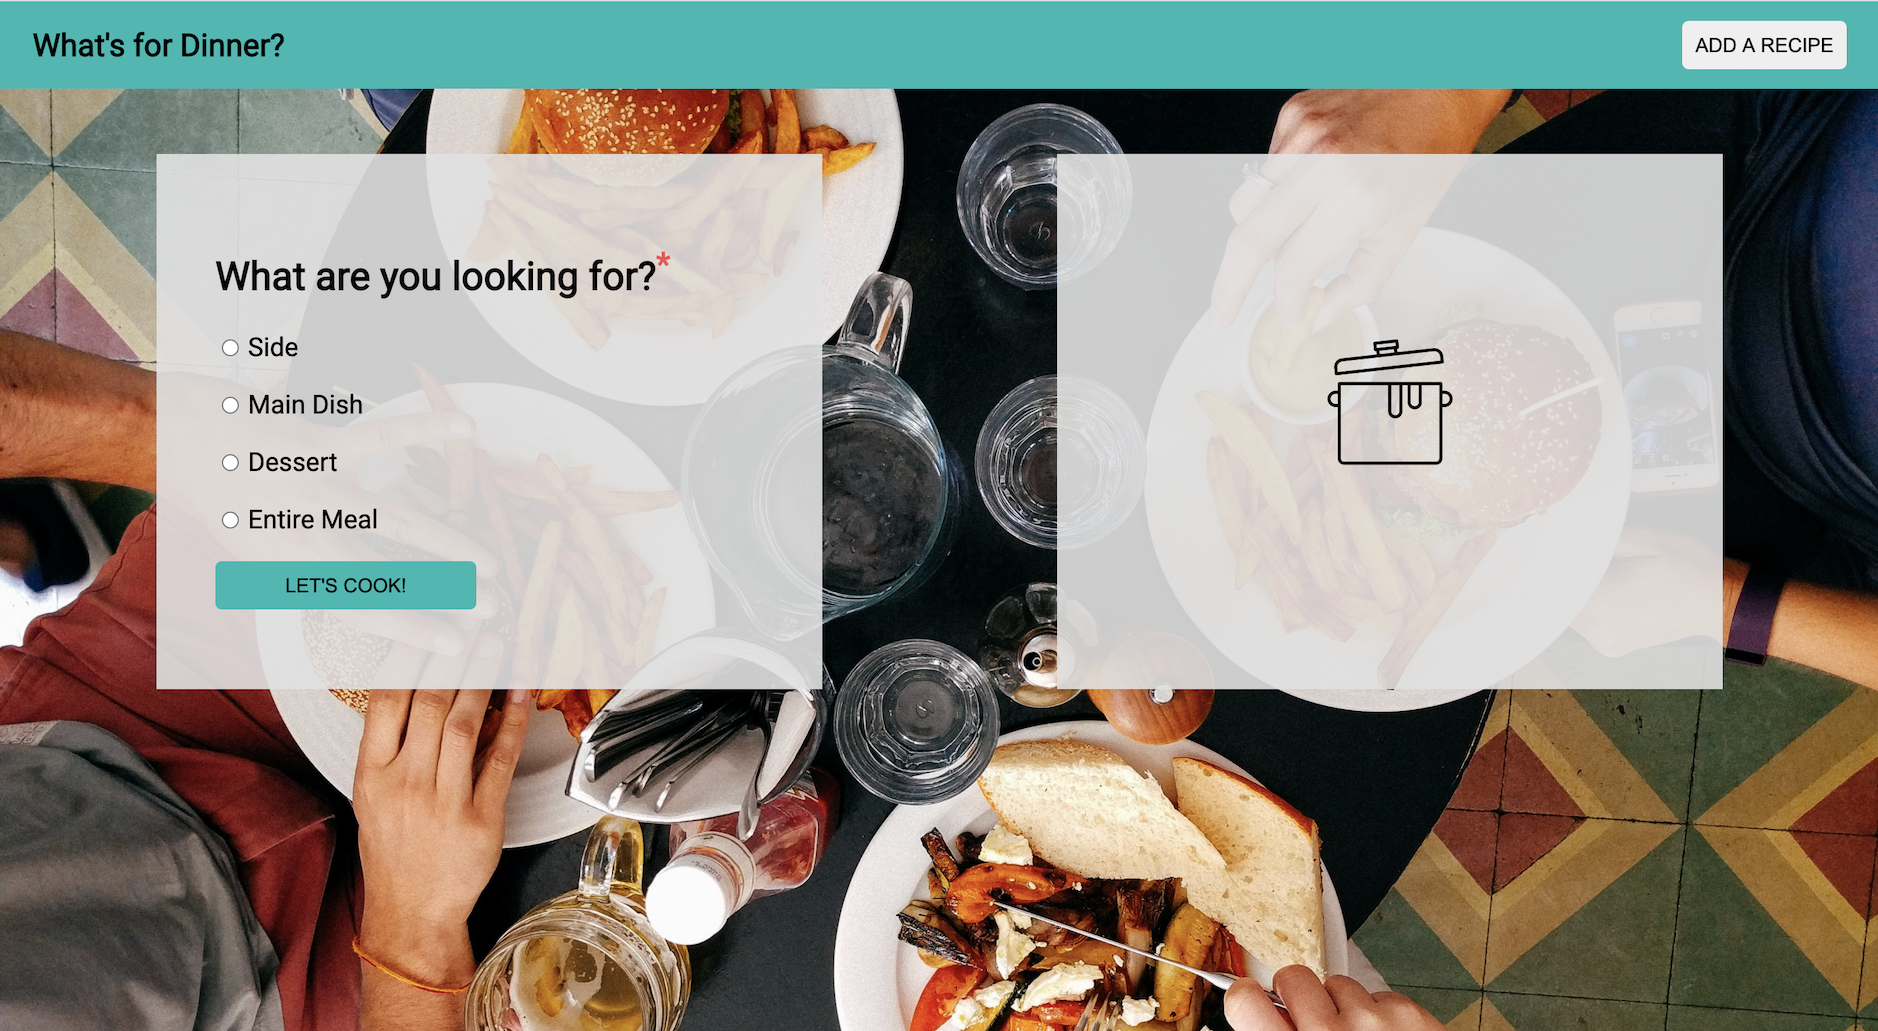 What's for Dinner?
ADD A RECIPE
What are you looking for?*
Side
Main Dish
Dessert
Entire Meal
LET'S COOK!